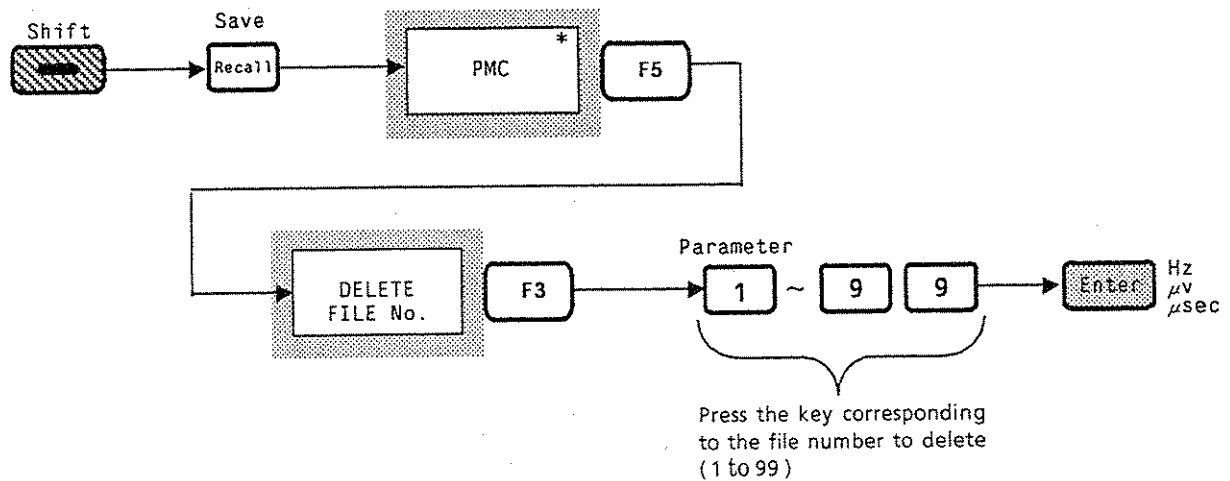 Shift
Save
Recall
*
PMC
F5
DELETE
FILE No.
F3
Parameter
1 ~ 9 9
Enter
Hz
μv
μsec
Press the key corresponding
to the file number to delete
(1 to 99)